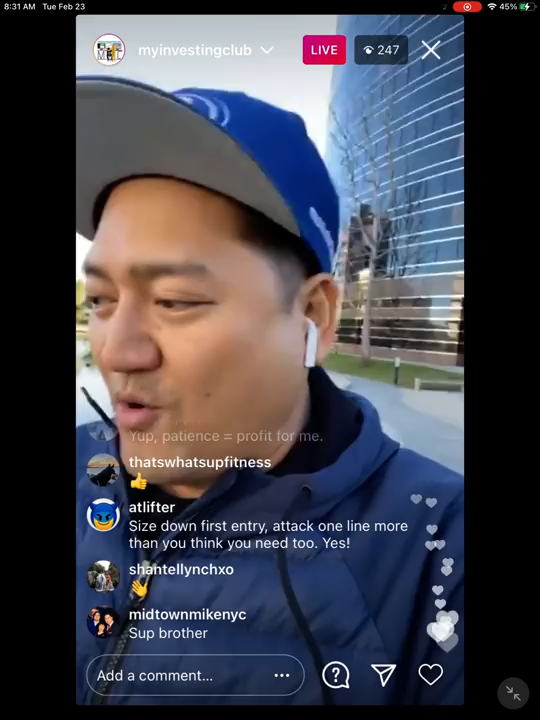 8:31 AM Tue Feb 23
45%
myinvestingclub
LIVE
247
Yup, patience = profit for me.
thatswhatsupfitness
👍
atlifter
Size down first entry, attack one line more
than you think you need too. Yes!
shantellynchxo
👋
midtownmikenyc
Sup brother
Add a comment...